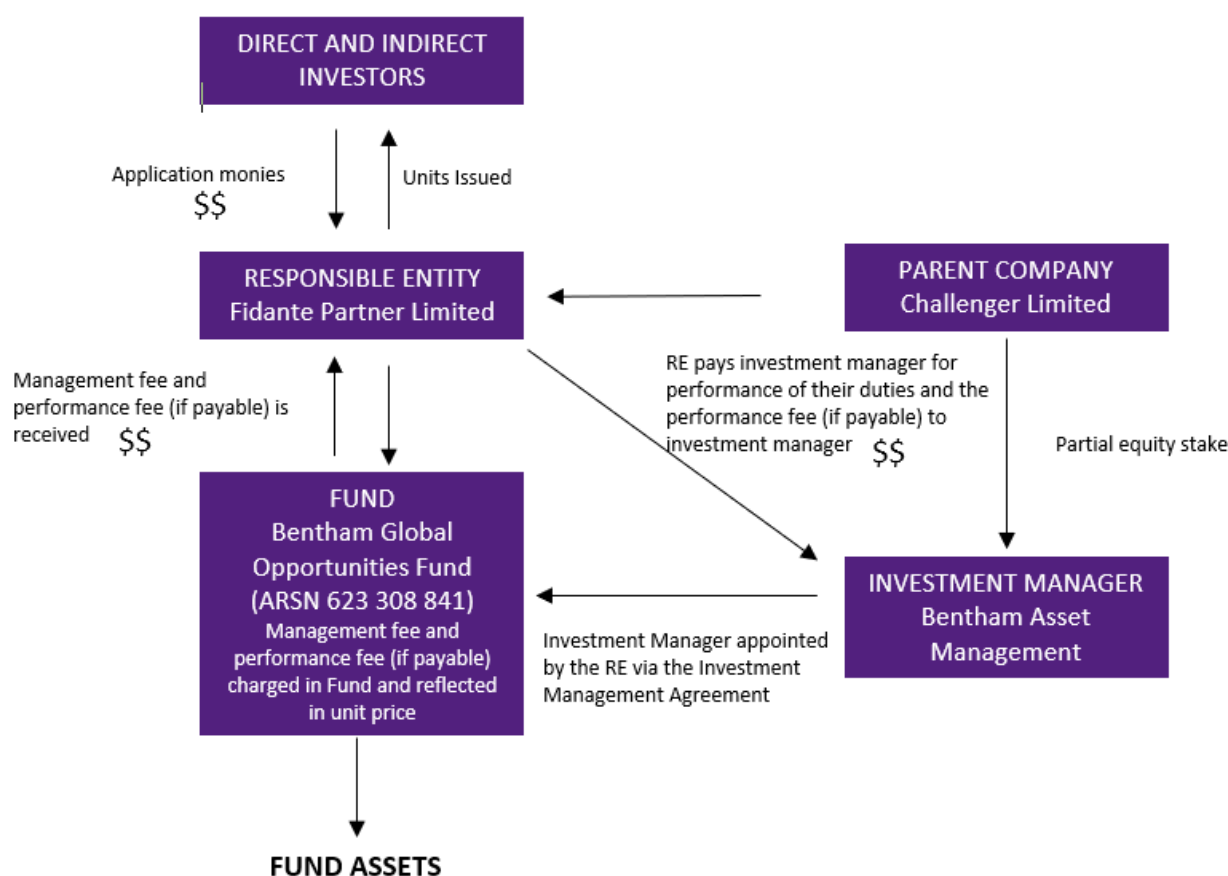 DIRECT AND INDIRECT
INVESTORS
Application monies
$$
Units Issued
RESPONSIBLE ENTITY
Fidante Partner Limited
PARENT COMPANY
Challenger Limited
Management fee and
performance fee (if payable) is
received $$
RE pays investment manager for
performance of their duties and the
performance fee (if payable) to
investment manager $$
Partial equity stake
FUND
Bentham Global
Opportunities Fund
(ARSN 623 308 841)
Management fee and
performance fee (if payable)
charged in Fund and reflected
in unit price
INVESTMENT MANAGER
Bentham Asset
Management
Investment Manager appointed
by the RE via the Investment
Management Agreement
FUND ASSETS